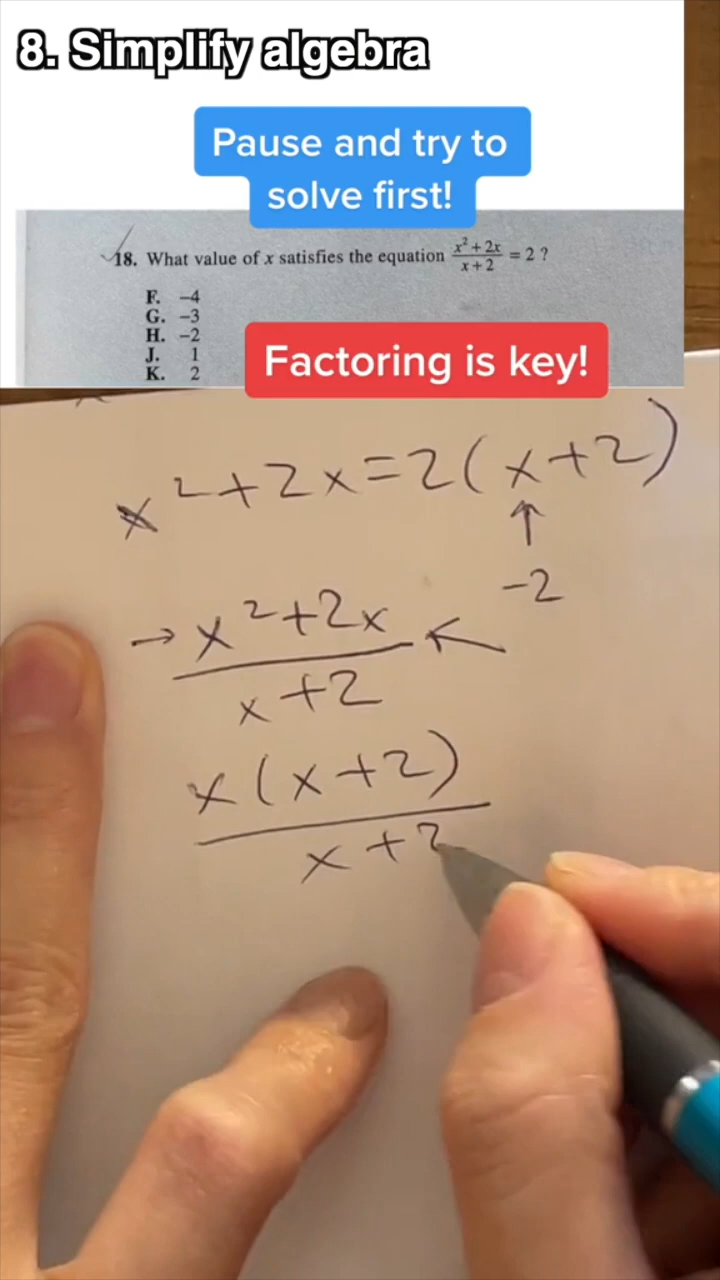 8. Simplify algebra
Pause and try to
solve first!
18. What value of x satisfies the equation (x²+2x)/(x+2) = 2 ?
F. −4
G. −3
H. −2
J. 1
K. 2
Factoring is key!
x²+2x=2(x+2)
↑
-2
→ x²+2x ←
x+2
x(x+2)
x+2